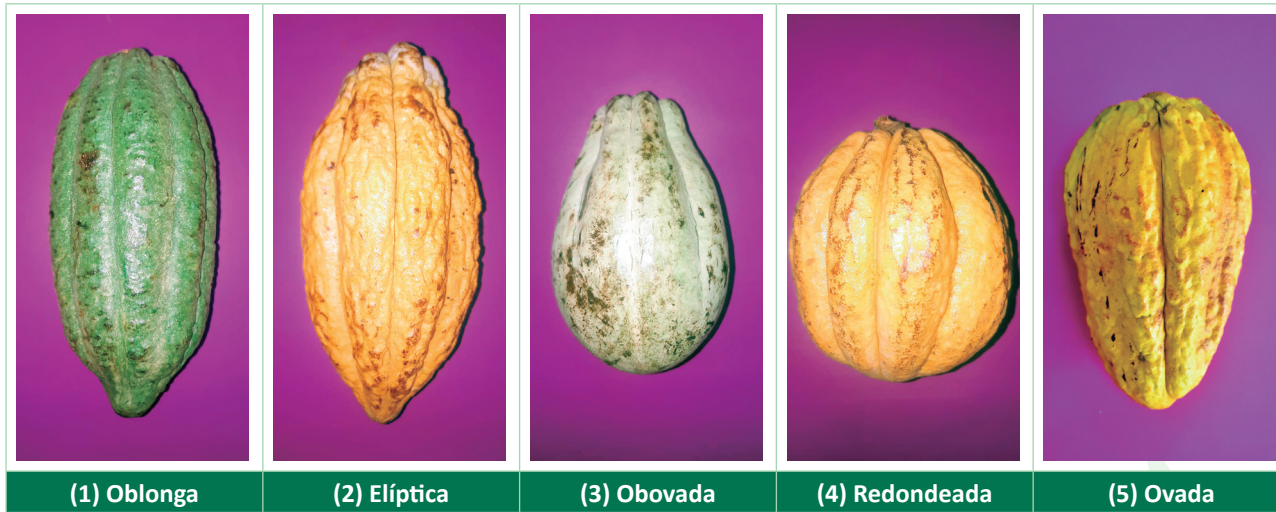 (1) Oblonga
(2) Elíptica
(3) Obovada
(4) Redondeada
(5) Ovada